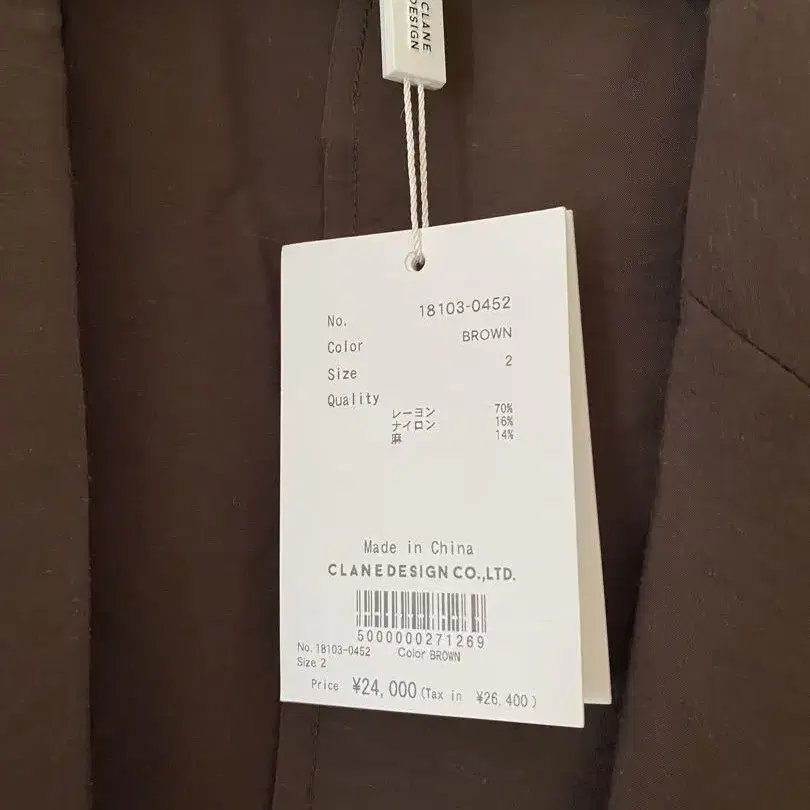 CLANE
DESIGN
No. 18103-0452
Color BROWN
Size 2
Quality
レーヨン 70%
ナイロン 16%
麻 14%
Made in China
CLANEDESIGN CO.,LTD.
5000000271269
No. 18103-0452 Color BROWN
Size 2
Price ¥24,000 (Tax in ¥26,400)